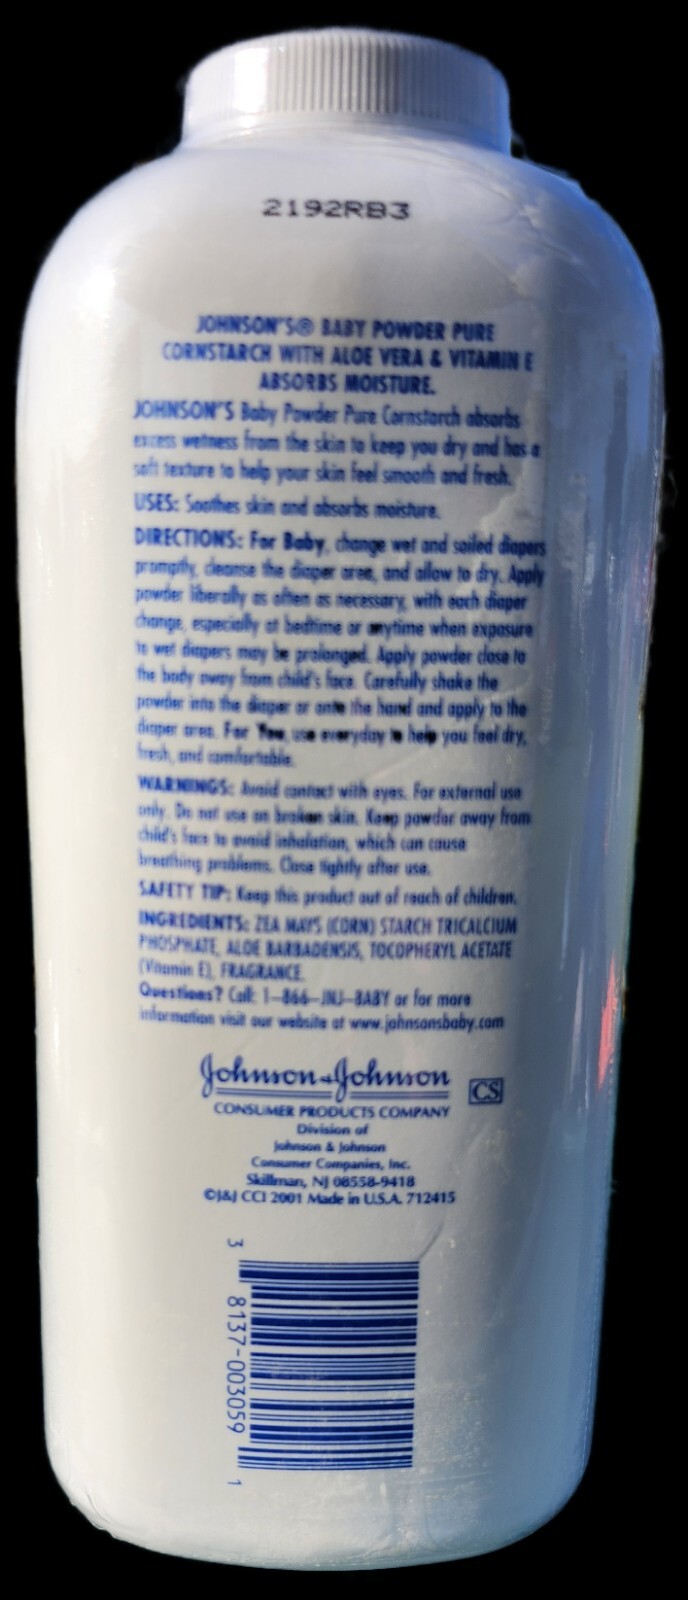 2192RB3
JOHNSON'S® BABY POWDER PURE
CORNSTARCH WITH ALOE VERA & VITAMIN E
ABSORBS MOISTURE.
JOHNSON'S Baby Powder Pure Cornstarch absorbs
excess wetness from the skin to keep you dry and has a
soft texture to help your skin feel smooth and fresh.
USES: Soothes skin and absorbs moisture.
DIRECTIONS: For Baby, change wet and soiled diapers
promptly, cleanse the diaper area, and allow to dry. Apply
powder liberally as often as necessary, with each diaper
change, especially at bedtime or anytime when exposure
to wet diapers may be prolonged. Apply powder close to
the body away from child's face. Carefully shake the
powder into the diaper or onto the hand and apply to the
diaper area. For You, use everyday to help you feel dry,
fresh, and comfortable.
WARNINGS: Avoid contact with eyes. For external use
only. Do not use on broken skin. Keep powder away from
child's face to avoid inhalation, which can cause
breathing problems. Close tightly after use.
SAFETY TIP: Keep this product out of reach of children.
INGREDIENTS: ZEA MAYS (CORN) STARCH TRICALCIUM
PHOSPHATE, ALOE BARBADENSIS, TOCOPHERYL ACETATE
(Vitamin E), FRAGRANCE.
Questions? Call: 1-866-JNJ-BABY or for more
information visit our website at www.johnsonsbaby.com
Johnson & Johnson
CS
CONSUMER PRODUCTS COMPANY
Division of
Johnson & Johnson
Consumer Companies, Inc.
Skillman, NJ 08558-9418
©J&J CCI 2001 Made in U.S.A. 712415
3 8137-003059 1